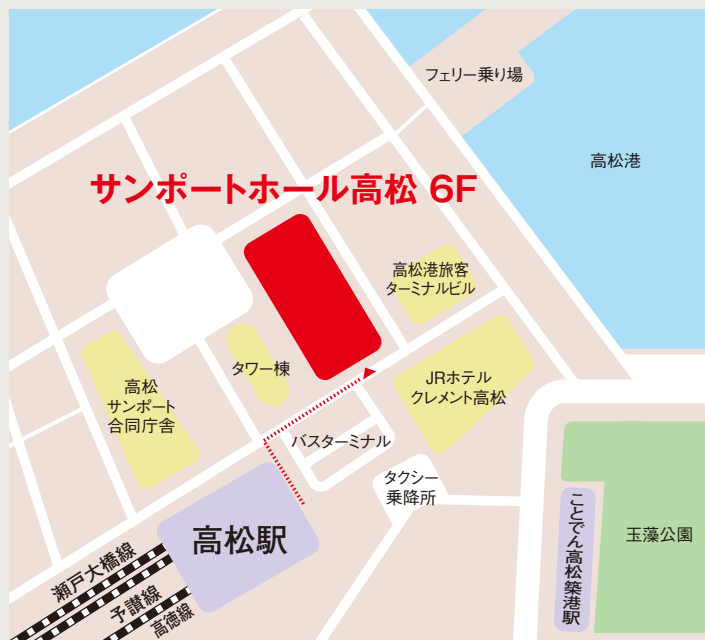 フェリー乗り場
高松港
サンポートホール高松 6F
高松港旅客
ターミナルビル
タワー棟
JRホテル
クレメント高松
高松
サンポート
合同庁舎
バスターミナル
タクシー
乗降所
高松駅
ことでん高松築港駅
玉藻公園
瀬戸大橋線
予讃線
高徳線